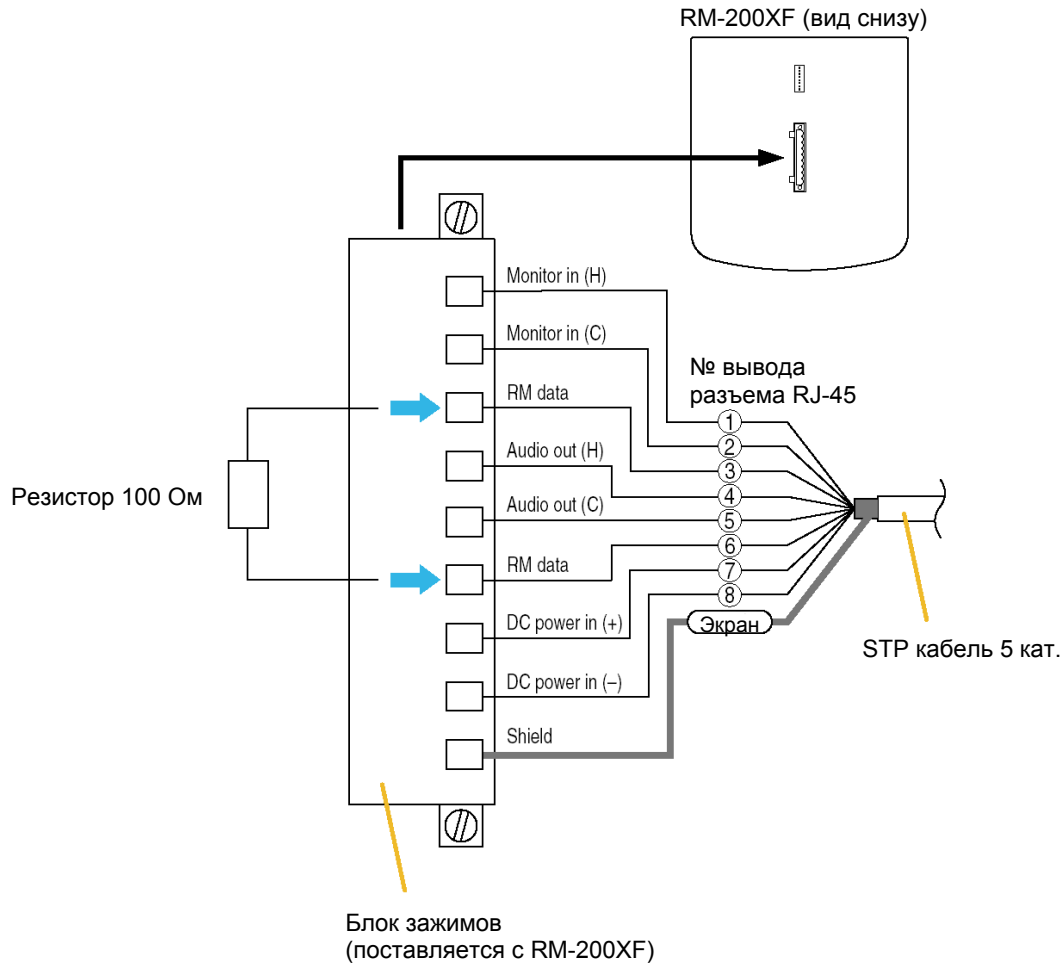 RM-200XF (вид снизу)
Monitor in (H)
Monitor in (C)
№ вывода
разъема RJ-45
RM data
1
2
3
Audio out (H)
4
Резистор 100 Ом
Audio out (C)
5
6
RM data
7
8
DC power in (+)
Экран
STP кабель 5 кат.
DC power in (–)
Shield
Блок зажимов
(поставляется с RM-200XF)